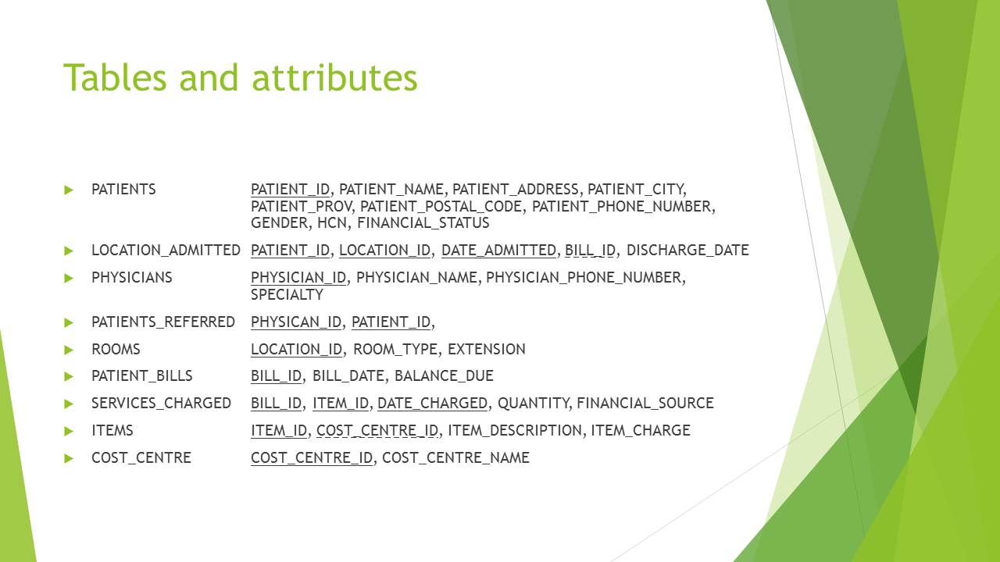 Tables and attributes
PATIENTS PATIENT_ID, PATIENT_NAME, PATIENT_ADDRESS, PATIENT_CITY,
PATIENT_PROV, PATIENT_POSTAL_CODE, PATIENT_PHONE_NUMBER,
GENDER, HCN, FINANCIAL_STATUS
LOCATION_ADMITTED PATIENT_ID, LOCATION_ID, DATE_ADMITTED, BILL_ID, DISCHARGE_DATE
PHYSICIANS PHYSICIAN_ID, PHYSICIAN_NAME, PHYSICIAN_PHONE_NUMBER,
SPECIALTY
PATIENTS_REFERRED PHYSICAN_ID, PATIENT_ID,
ROOMS LOCATION_ID, ROOM_TYPE, EXTENSION
PATIENT_BILLS BILL_ID, BILL_DATE, BALANCE_DUE
SERVICES_CHARGED BILL_ID, ITEM_ID, DATE_CHARGED, QUANTITY, FINANCIAL_SOURCE
ITEMS ITEM_ID, COST_CENTRE_ID, ITEM_DESCRIPTION, ITEM_CHARGE
COST_CENTRE COST_CENTRE_ID, COST_CENTRE_NAME